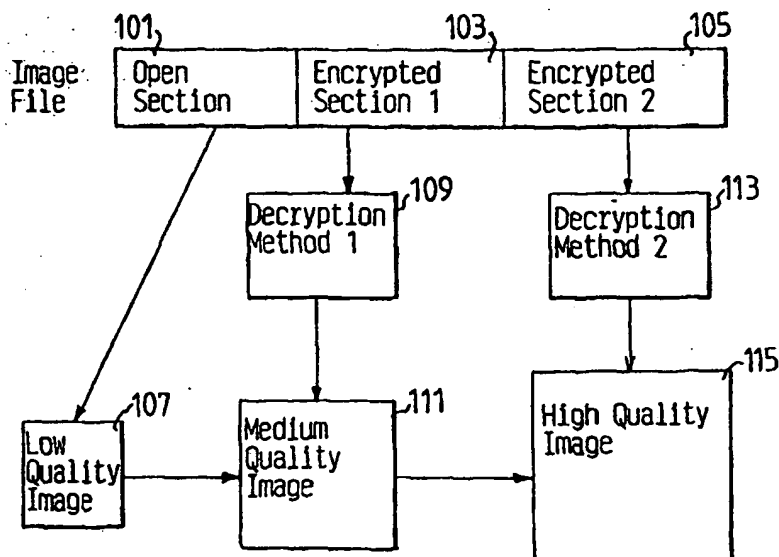 101
103
105
Image
File
Open
Section
Encrypted
Section 1
Encrypted
Section 2
109
Decryption
Method 1
113
Decryption
Method 2
107
Low
Quality
Image
111
Medium
Quality
Image
115
High Quality
Image